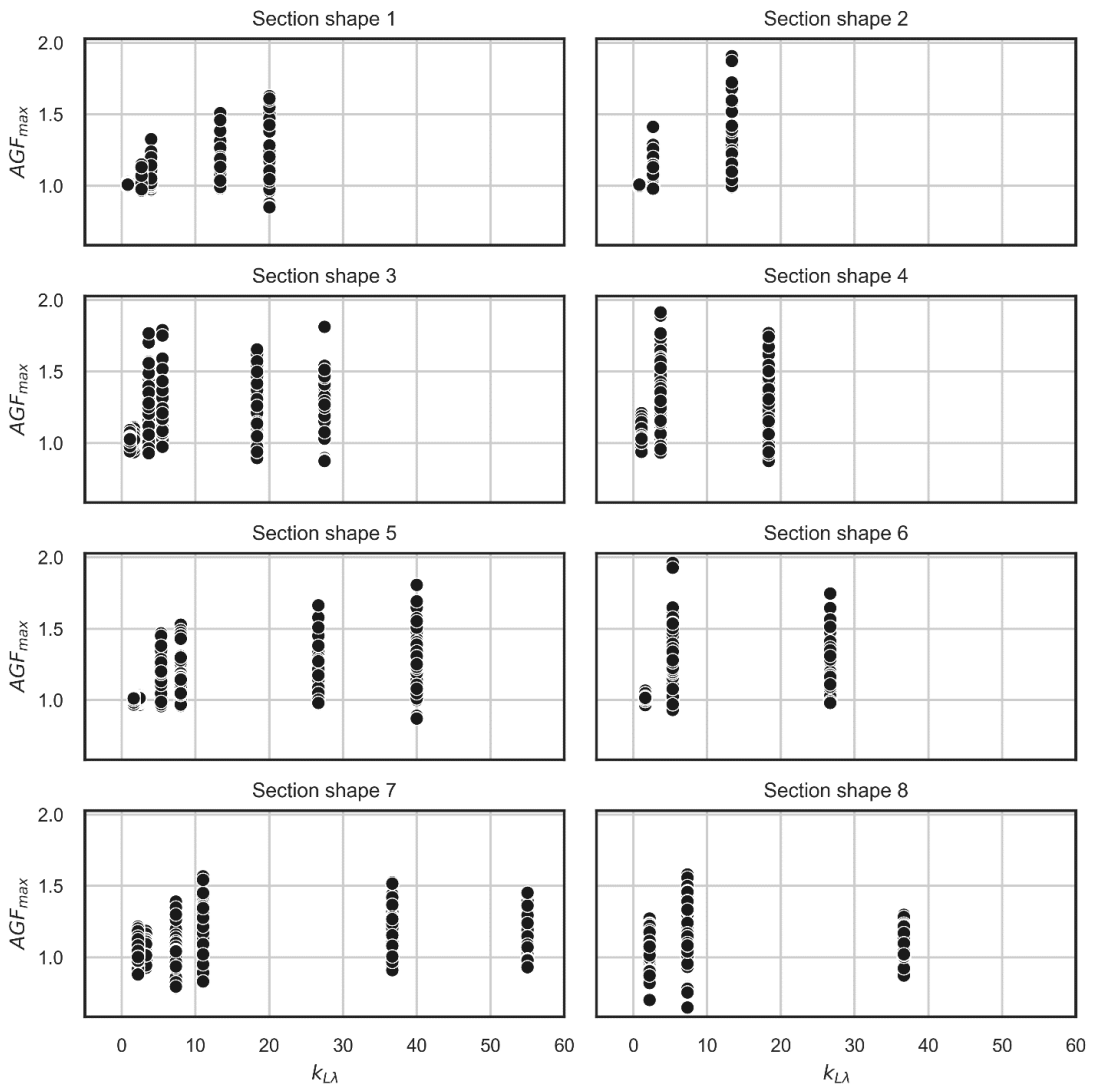 Section shape 1
Section shape 2
2.0
1.5
1.0
AGF_max
Section shape 3
Section shape 4
2.0
1.5
1.0
AGF_max
Section shape 5
Section shape 6
2.0
1.5
1.0
AGF_max
Section shape 7
Section shape 8
2.0
1.5
1.0
AGF_max
0 10 20 30 40 50 60
0 10 20 30 40 50 60
k_Lλ
k_Lλ